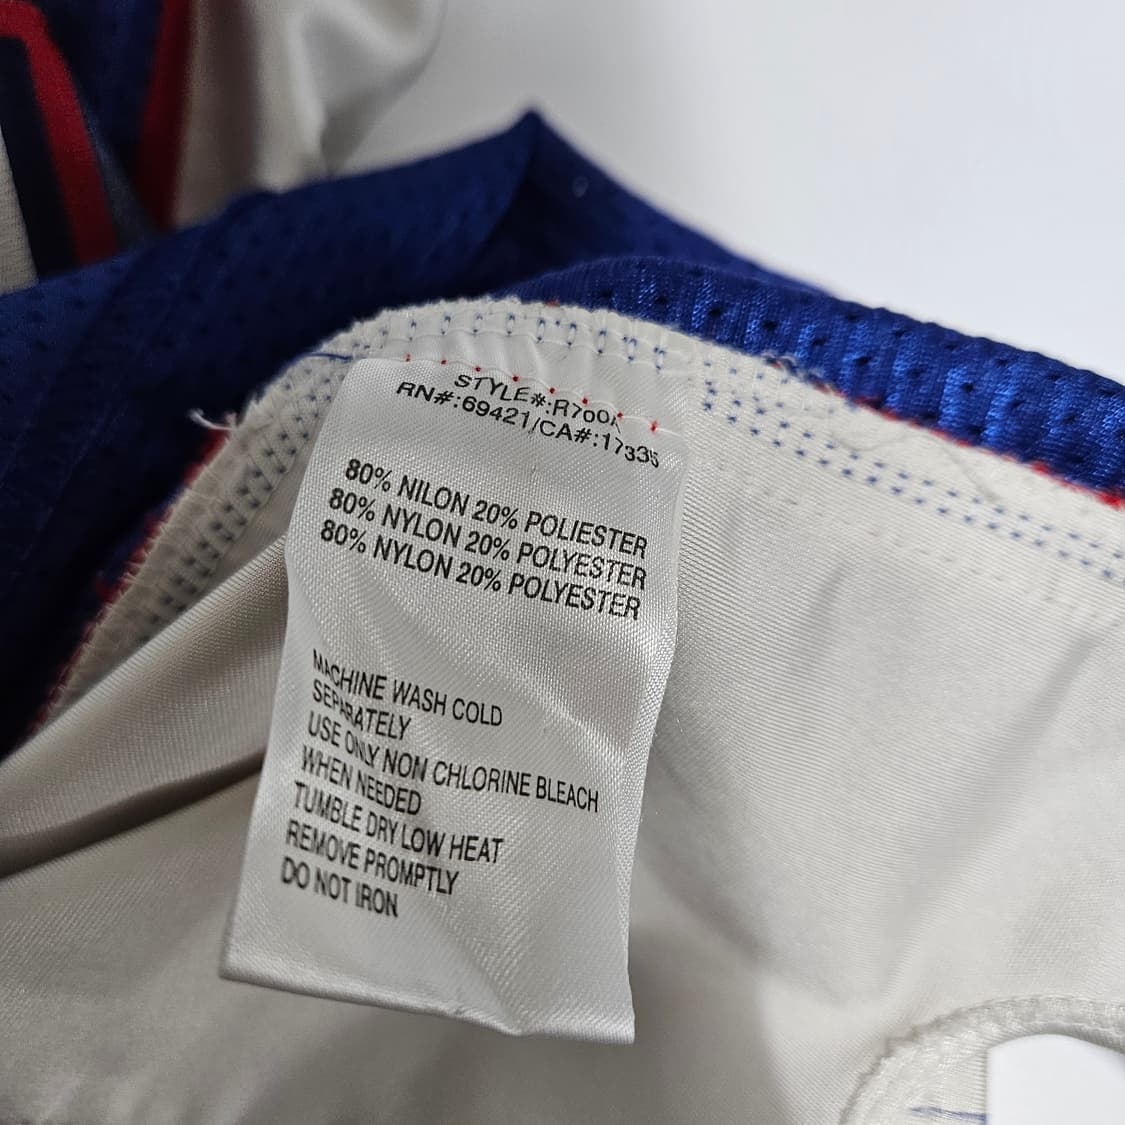 STYLE#:R700A
RN#:69421/CA#:17335
80% NILON 20% POLIESTER
80% NYLON 20% POLYESTER
80% NYLON 20% POLYESTER
MACHINE WASH COLD
SEPARATELY
USE ONLY NON CHLORINE BLEACH
WHEN NEEDED
TUMBLE DRY LOW HEAT
REMOVE PROMPTLY
DO NOT IRON